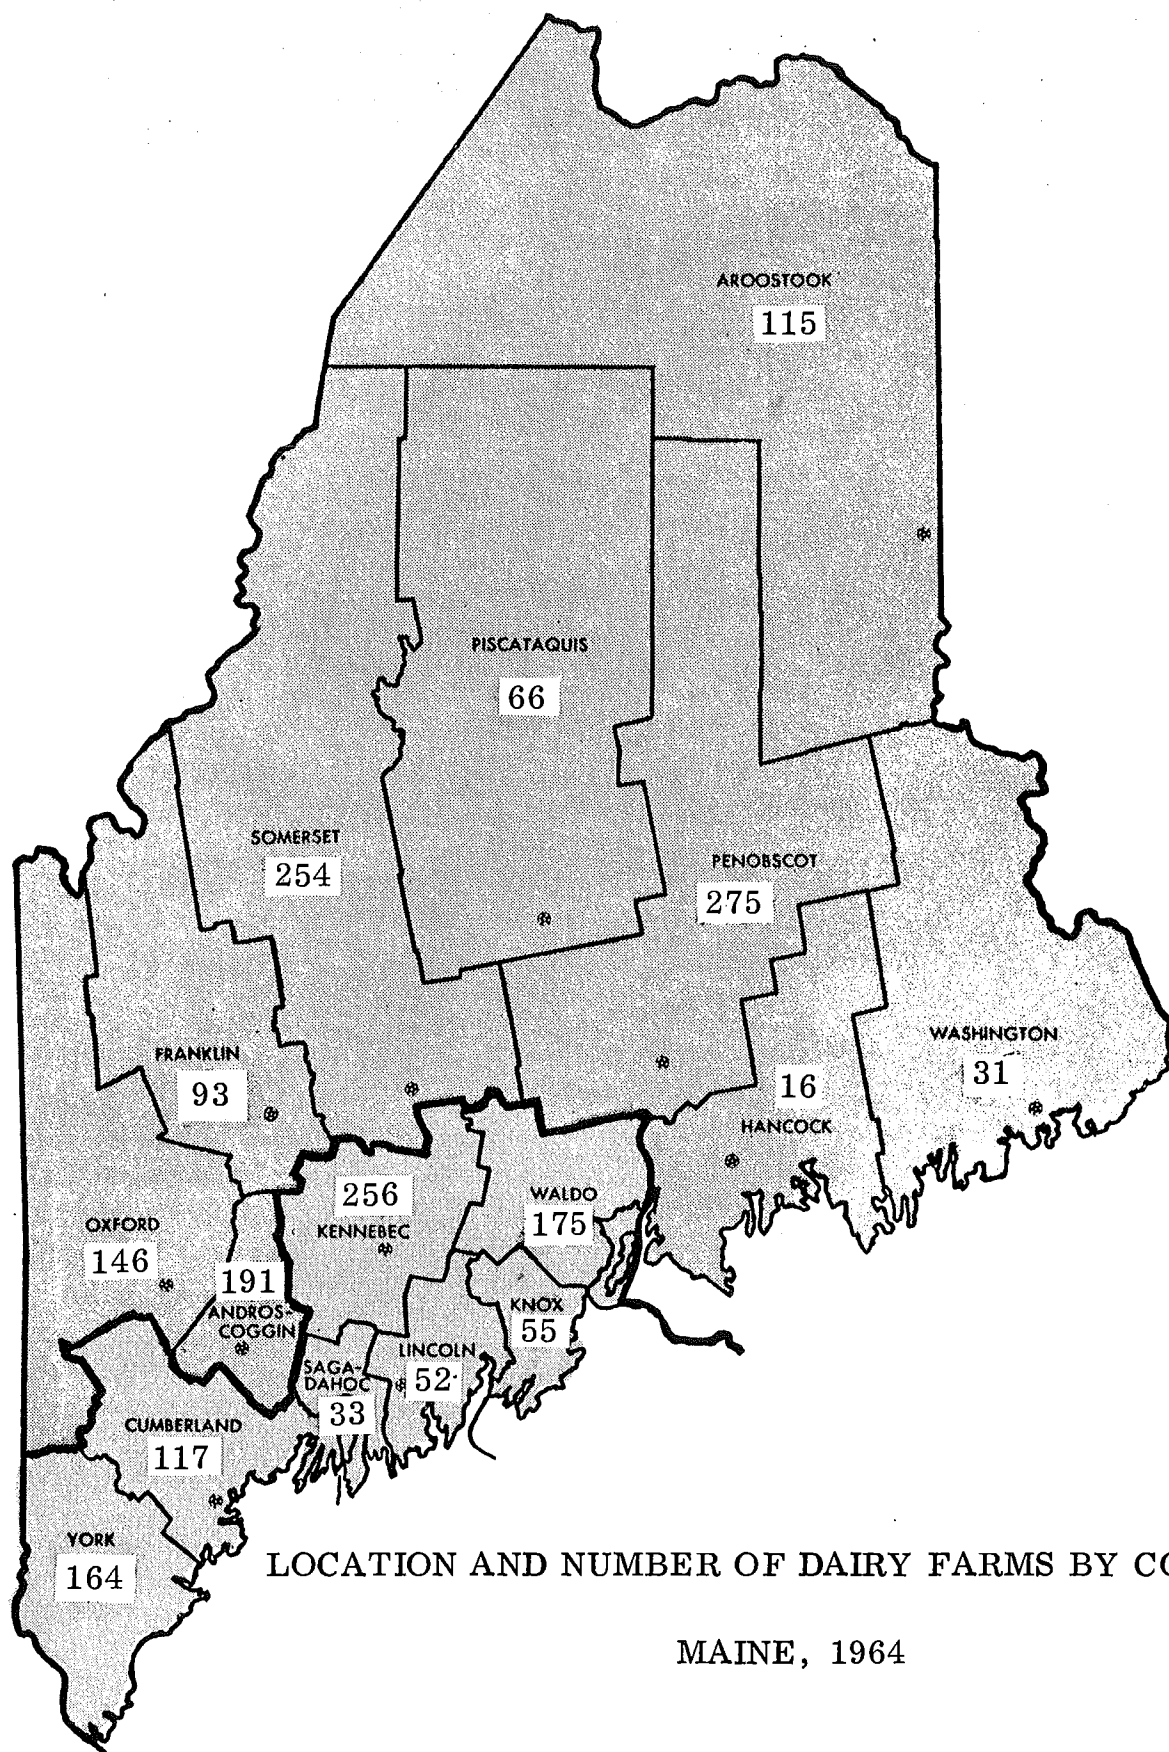 AROOSTOOK
115
PISCATAQUIS
66
SOMERSET
254
PENOBSCOT
275
WASHINGTON
31
FRANKLIN
93
16
HANCOCK
256
KENNEBEC
WALDO
175
OXFORD
146
191
ANDROS-
COGGIN
KNOX
55
LINCOLN
52
SAGA-
DAHOC
33
CUMBERLAND
117
YORK
164
LOCATION AND NUMBER OF DAIRY FARMS BY
MAINE, 1964